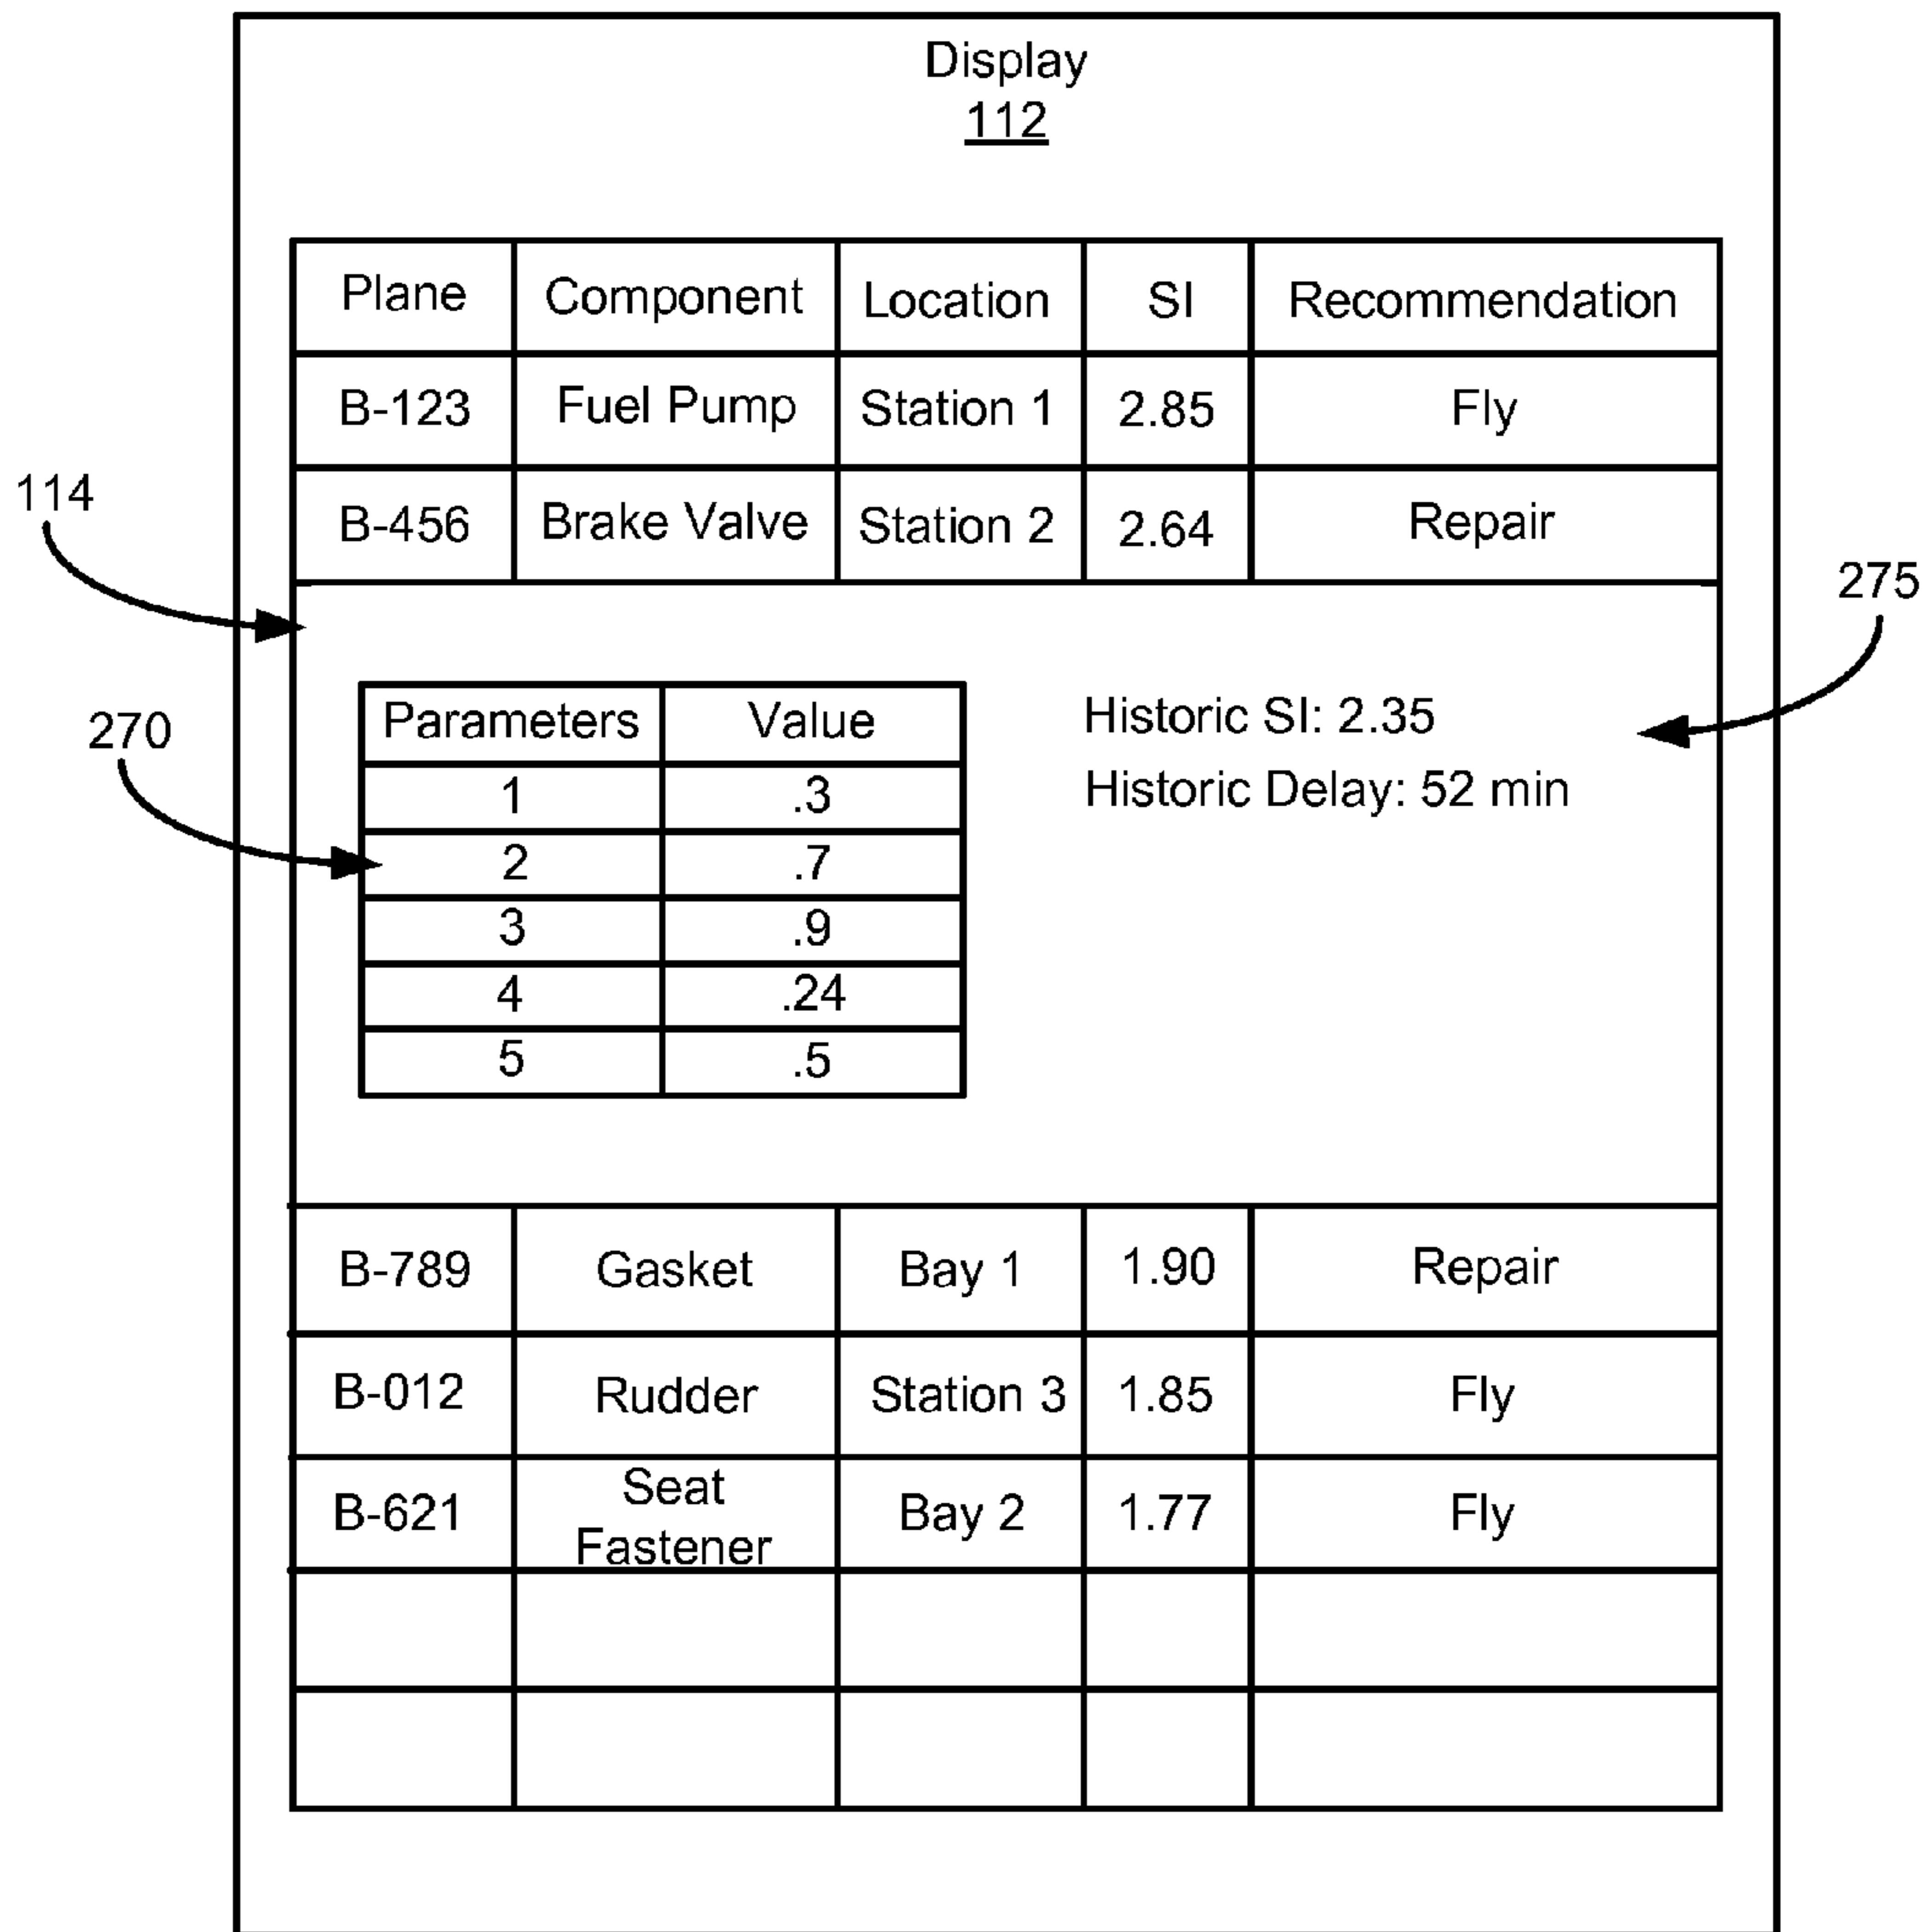 Display
112
Plane Component Location SI Recommendation
B-123 Fuel Pump Station 1 2.85 Fly
B-456 Brake Valve Station 2 2.64 Repair
114
275
270
Parameters Value
1 .3
2 .7
3 .9
4 .24
5 .5
Historic SI: 2.35
Historic Delay: 52 min
B-789 Gasket Bay 1 1.90 Repair
B-012 Rudder Station 3 1.85 Fly
B-621 Seat Fastener Bay 2 1.77 Fly